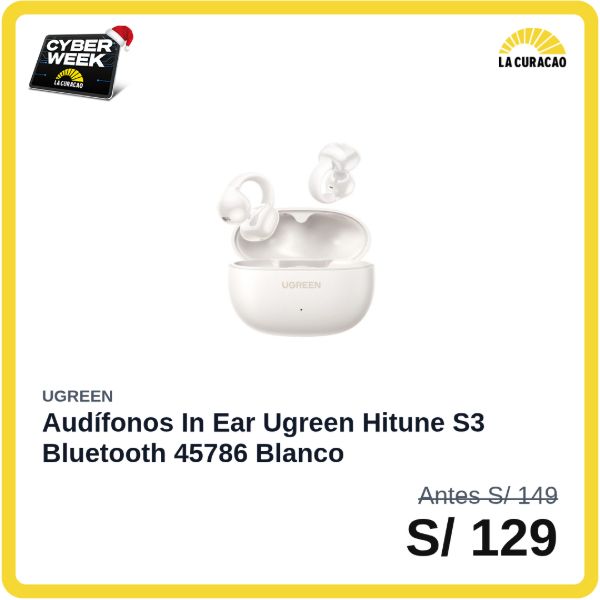 CYBER
WEEK
LA CURACAO
LA CURACAO
UGREEN
UGREEN
Audífonos In Ear Ugreen Hitune S3
Bluetooth 45786 Blanco
Antes S/ 149
S/ 129